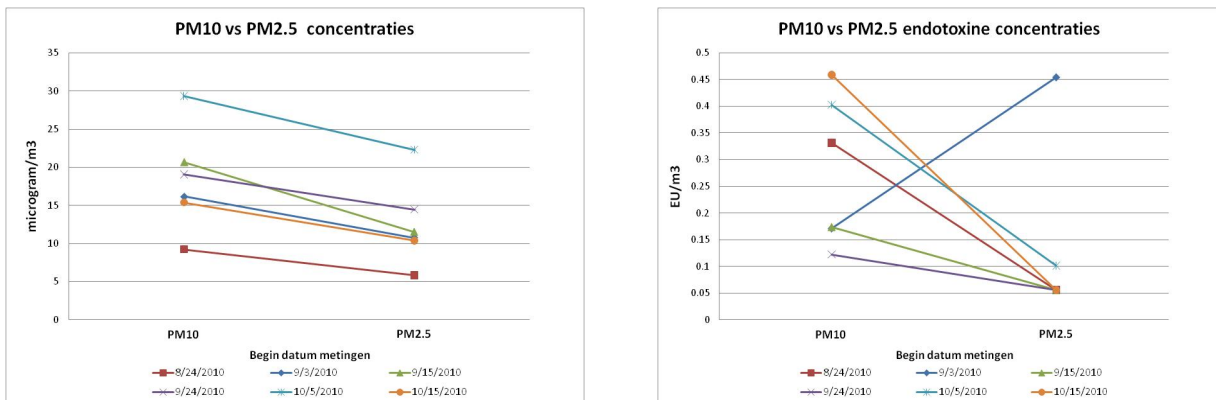 PM10 vs PM2.5 concentraties
35
30
25
20
15
10
5
0
microgram/m3
PM10 PM2.5
Begin datum metingen
8/24/2010 9/3/2010 9/15/2010
9/24/2010 10/5/2010 10/15/2010
PM10 vs PM2.5 endotoxine concentraties
0.5
0.45
0.4
0.35
0.3
0.25
0.2
0.15
0.1
0.05
0
EU/m3
PM10 PM2.5
Begin datum metingen
8/24/2010 9/3/2010 9/15/2010
9/24/2010 10/5/2010 10/15/2010